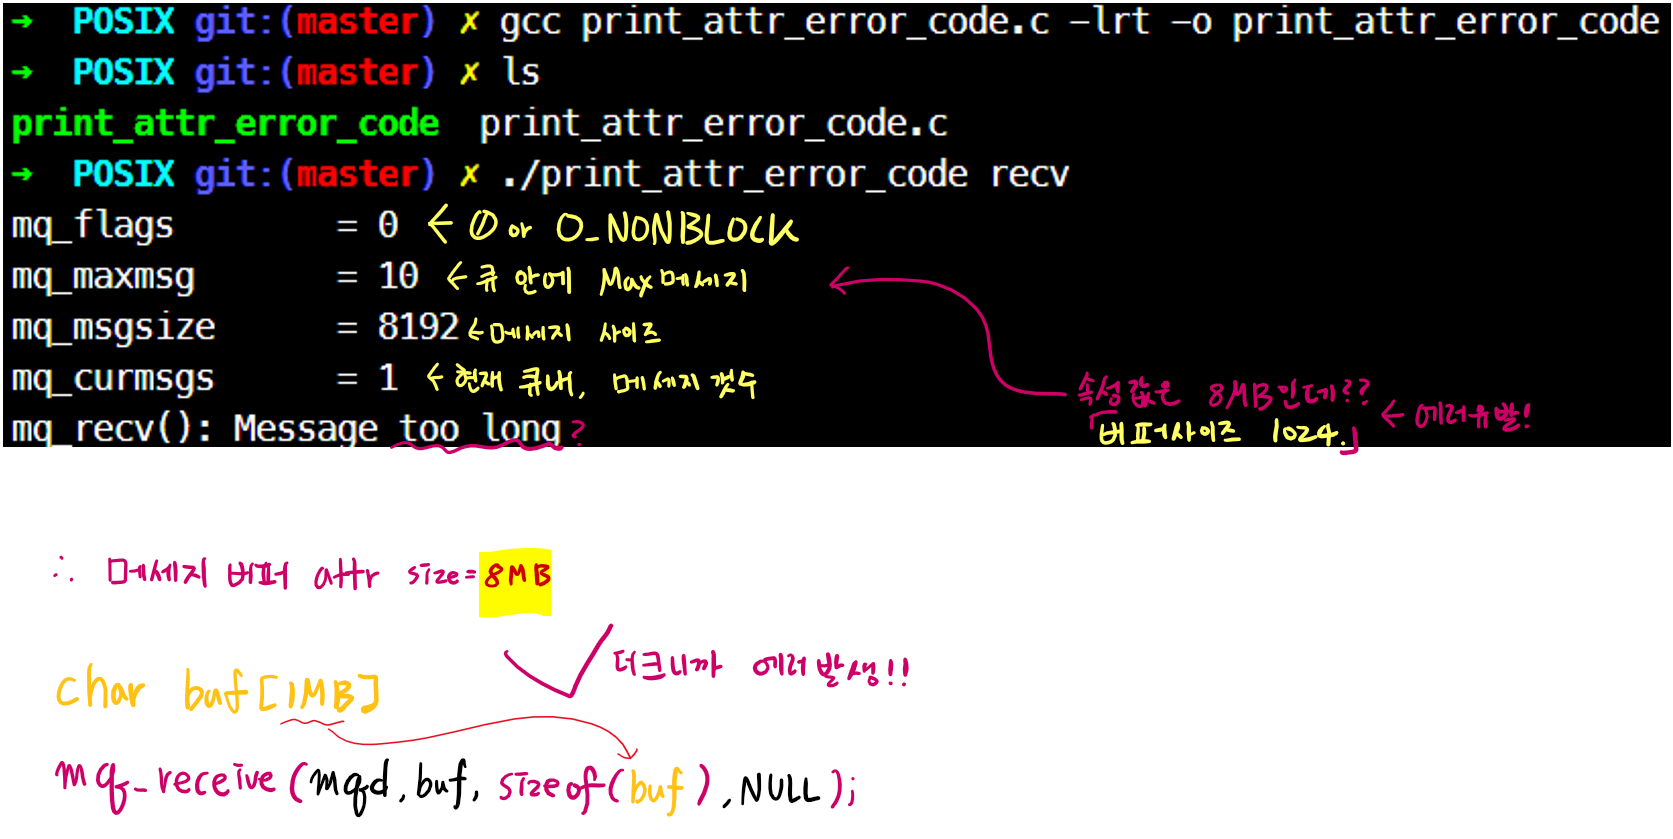 → POSIX git:(master) ✗ gcc print_attr_error_code.c -lrt -o print_attr_error_code
→ POSIX git:(master) ✗ ls
print_attr_error_code print_attr_error_code.c
→ POSIX git:(master) ✗ ./print_attr_error_code recv
mq_flags = 0 ← 0 or O_NONBLOCK
mq_maxmsg = 10 ← 큐 안에 Max메세지
mq_msgsize = 8192 ← 메세지 사이즈
mq_curmsgs = 1 ← 현재 큐내, 메세지 갯수
속성값은 8MB인데??
mq_recv(): Message too long ?
「버퍼사이즈 1024.」 ← 에러유발!
∴ 메세지 버퍼 attr size = 8MB
더크니까 에러발생!!
char buf[1MB]
mq_receive(mqd, buf, sizeof(buf), NULL);